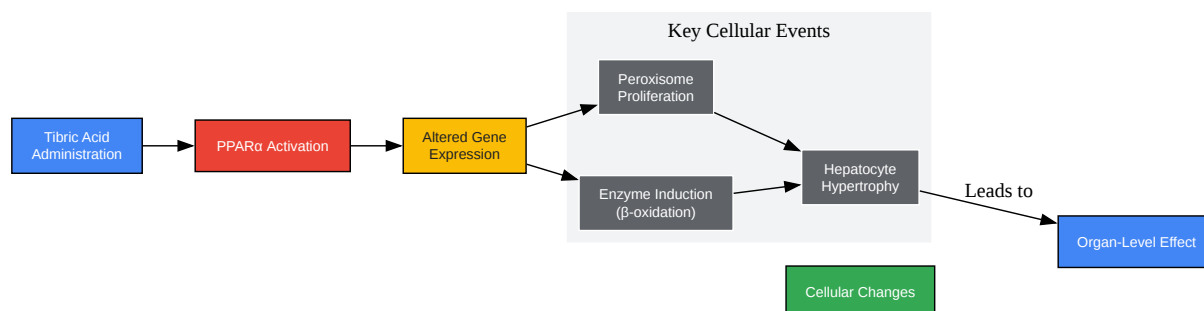 Key Cellular Events
Tibric Acid
Administration
PPARα Activation
Altered Gene
Expression
Peroxisome
Proliferation
Enzyme Induction
(β-oxidation)
Hepatocyte
Hypertrophy
Leads to
Organ-Level Effect
Cellular Changes